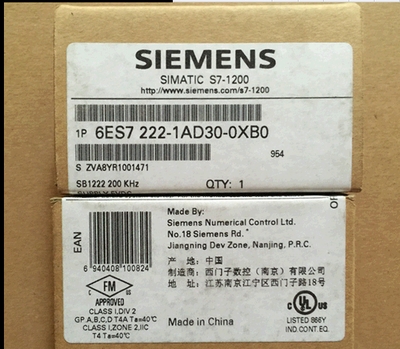 SIEMENS
SIMATIC S7-1200
http://www.siemens.com/s7-1200
1P 6ES7 222-1AD30-0XB0
954
S ZVA8YR1001471
SB1222 200 KHz QTY: 1
EAN
6 940408 100824
Made By:
Siemens Numerical Control Ltd.
No.18 Siemens Rd.
Jiangning Dev Zone, Nanjing, P.R.C.
产 地: 中国
制造商: 西门子数控 (南京) 有限公司
地 址: 江苏南京江宁区西门子路18号
FM
APPROVED
CLASS I,DIV 2
GP.A,B,C,D T4A Ta=40℃
CLASS I,ZONE 2,IIC
T4 Ta=40℃
Made in China
c UL US
LISTED 866Y
IND.CONT.EQ.